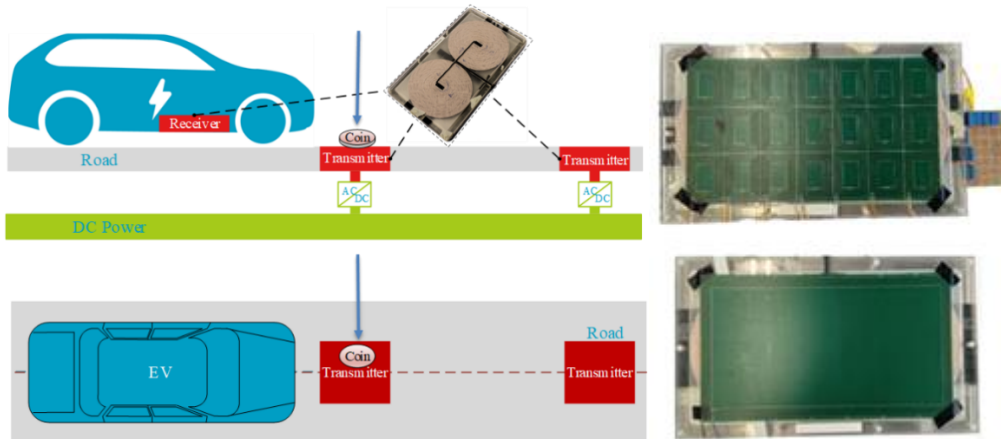 Receiver
Coin
Road
Transmitter
Transmitter
AC
DC
AC
DC
DC Power
Road
Coin
EV
Transmitter
Transmitter